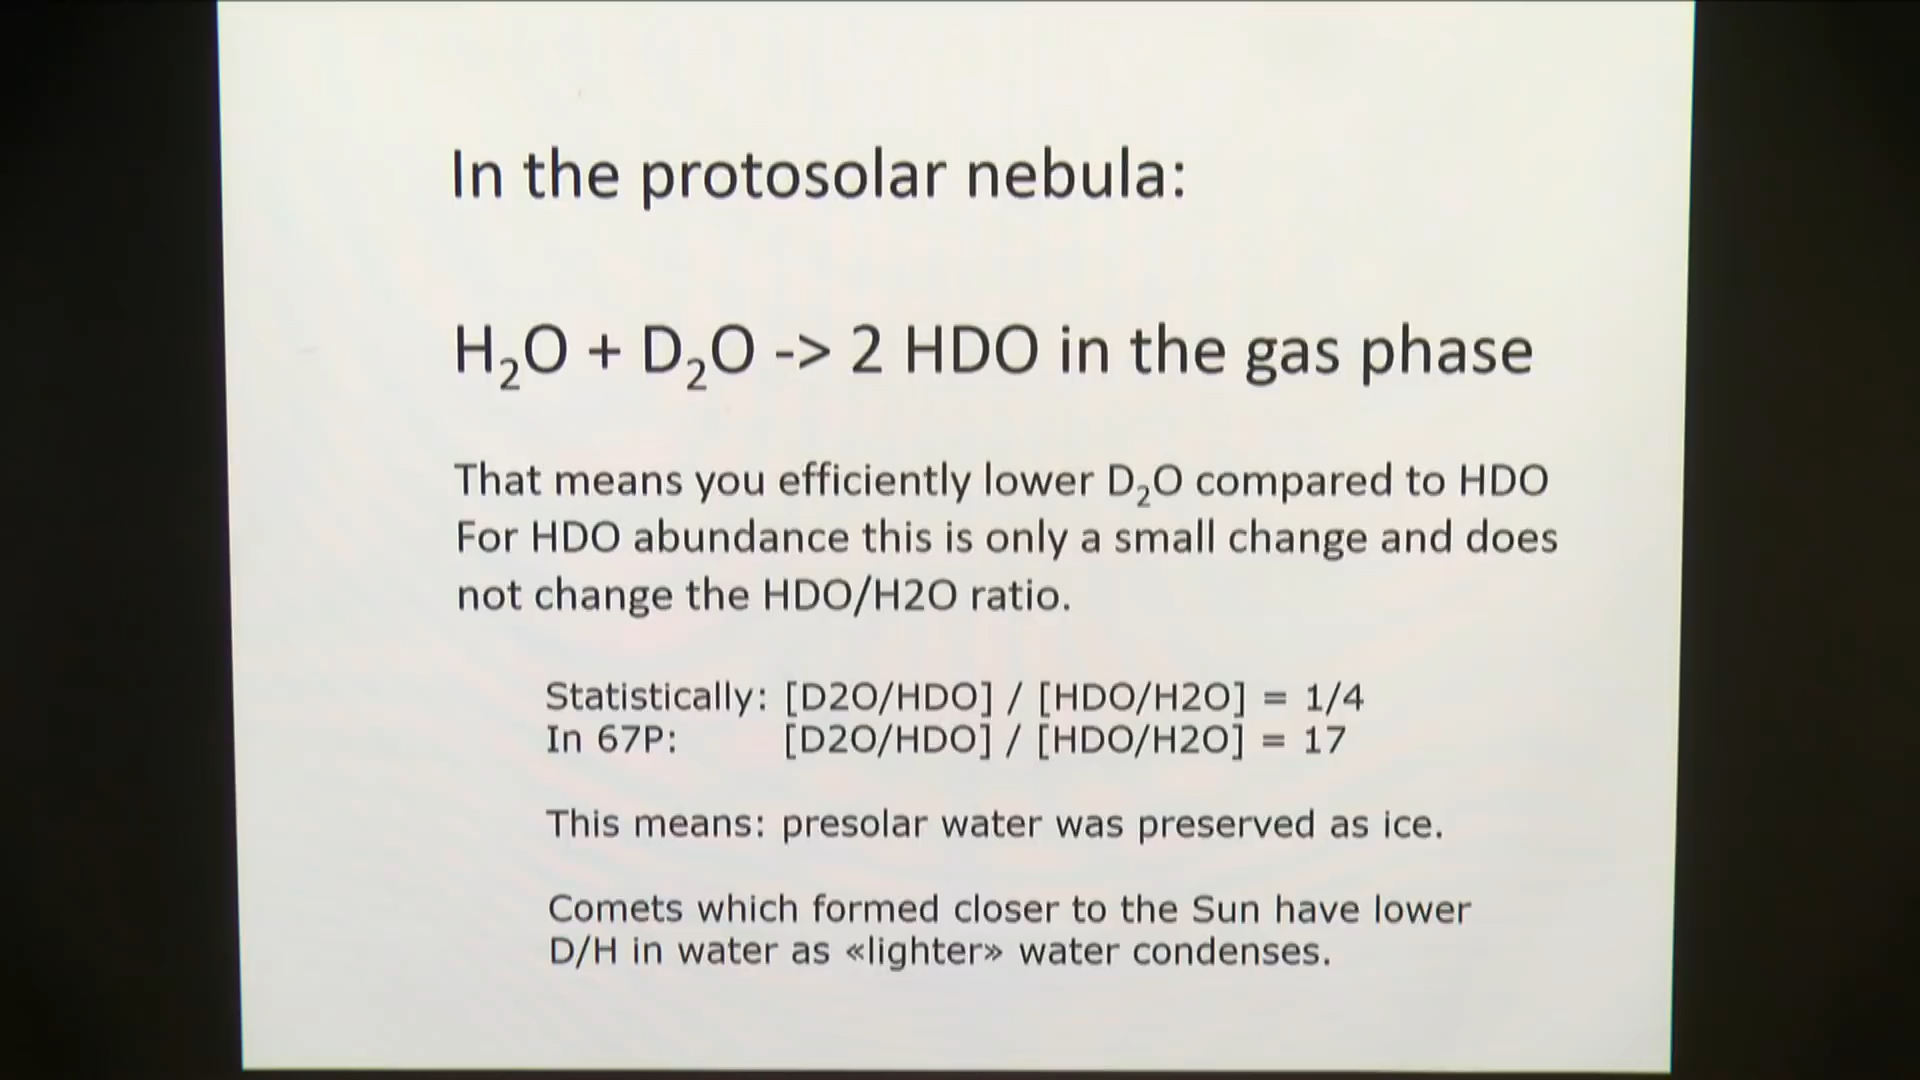 In the protosolar nebula:
H₂O + D₂O -> 2 HDO in the gas phase
That means you efficiently lower D₂O compared to HDO
For HDO abundance this is only a small change and does
not change the HDO/H2O ratio.
Statistically: [D2O/HDO] / [HDO/H2O] = 1/4
In 67P: [D2O/HDO] / [HDO/H2O] = 17
This means: presolar water was preserved as ice.
Comets which formed closer to the Sun have lower
D/H in water as «lighter» water condenses.